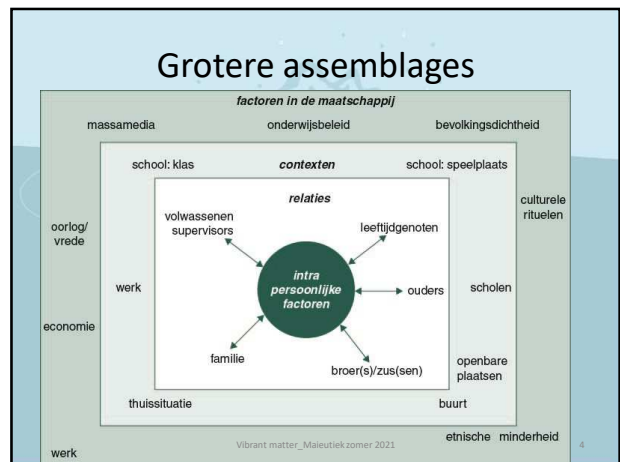 Grotere assemblages
factoren in de maatschappij
massamedia
onderwijsbeleid
bevolkingsdichtheid
school: klas
contexten
school: speelplaats
relaties
culturele
rituelen
volwassenen
supervisors
leeftijdgenoten
oorlog/
vrede
intra
persoonlijke
factoren
werk
ouders
scholen
economie
familie
broer(s)/zus(sen)
openbare
plaatsen
thuissituatie
buurt
etnische minderheid
werk
Vibrant matter_Maieutiek zomer 2021
4